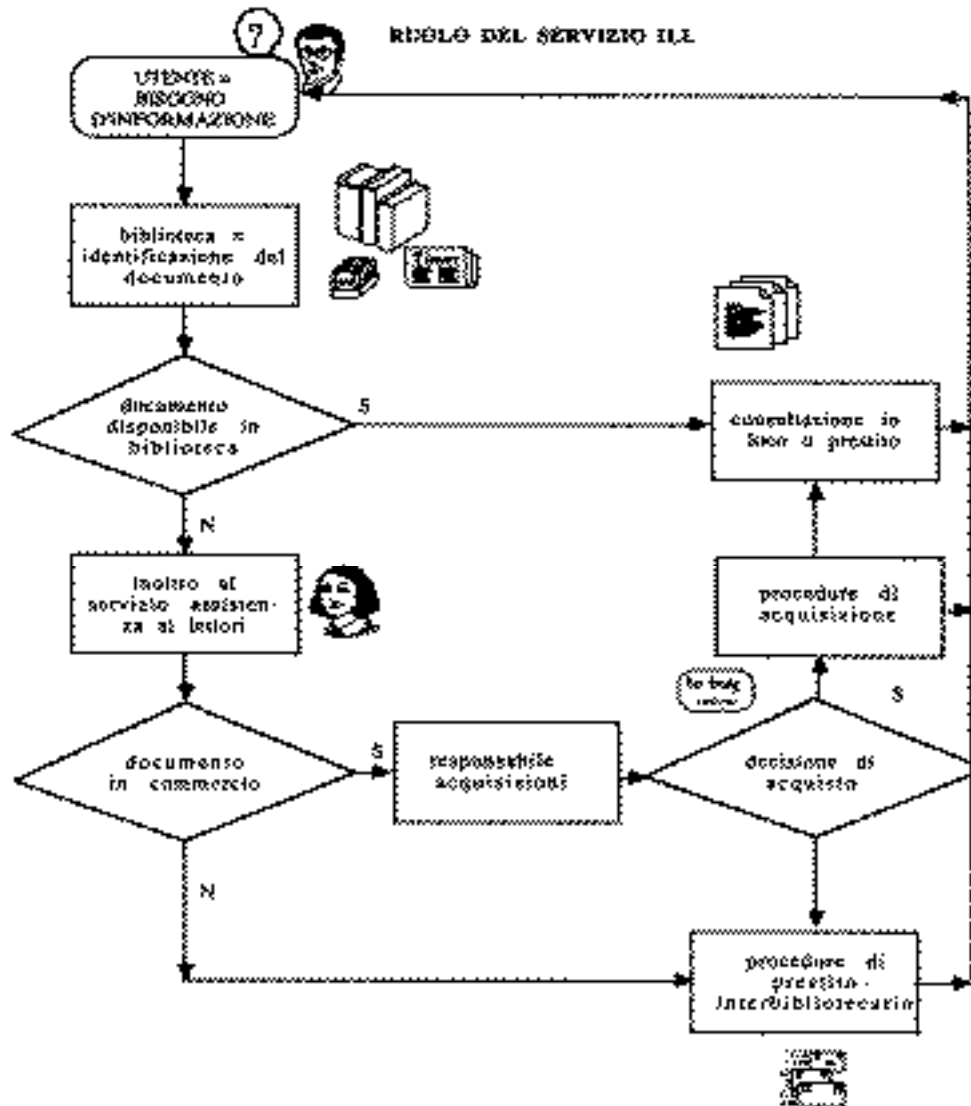 ?
RUOLO DEL SERVIZIO ILL
UTENTE =
BISOGNO
D'INFORMAZIONE
biblioteca =
identificazione del
documento
documento
disponibile in
biblioteca
S
consultazione in
loco o prestito
N
inoltro al
servizio assisten-
za ai lettori
procedure di
acquisizione
S
documento
in commercio
S
responsabile
acquisizioni
decisione di
acquisto
N
procedure di
prestito
interbibliotecario